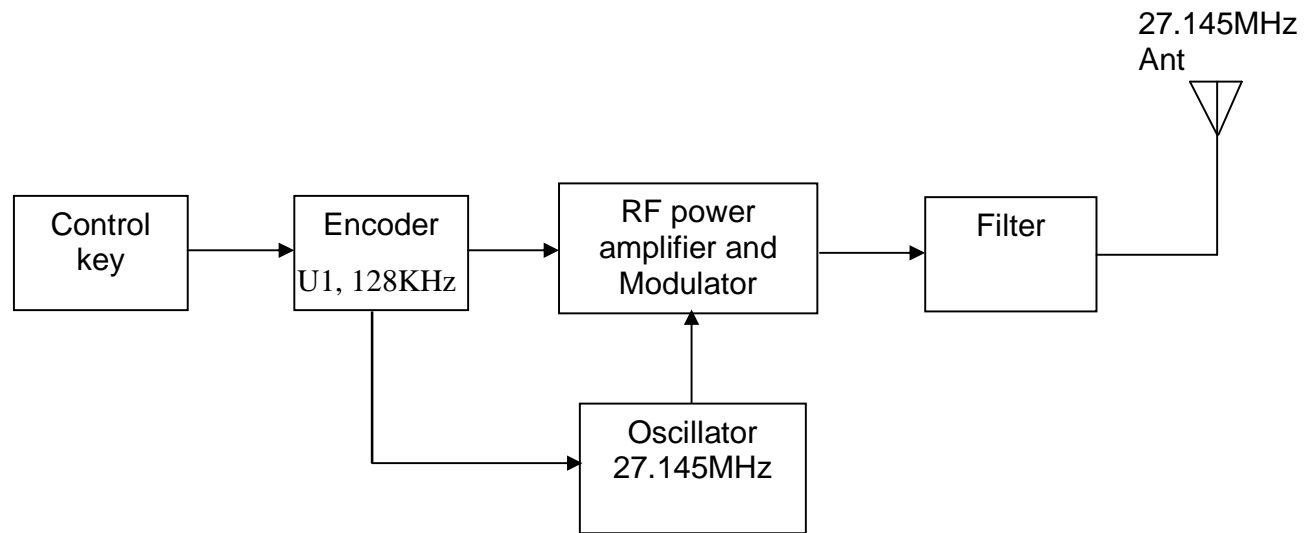 27.145MHz
Ant
Control
key
Encoder
U1, 128KHz
RF power
amplifier and
Modulator
Filter
Oscillator
27.145MHz